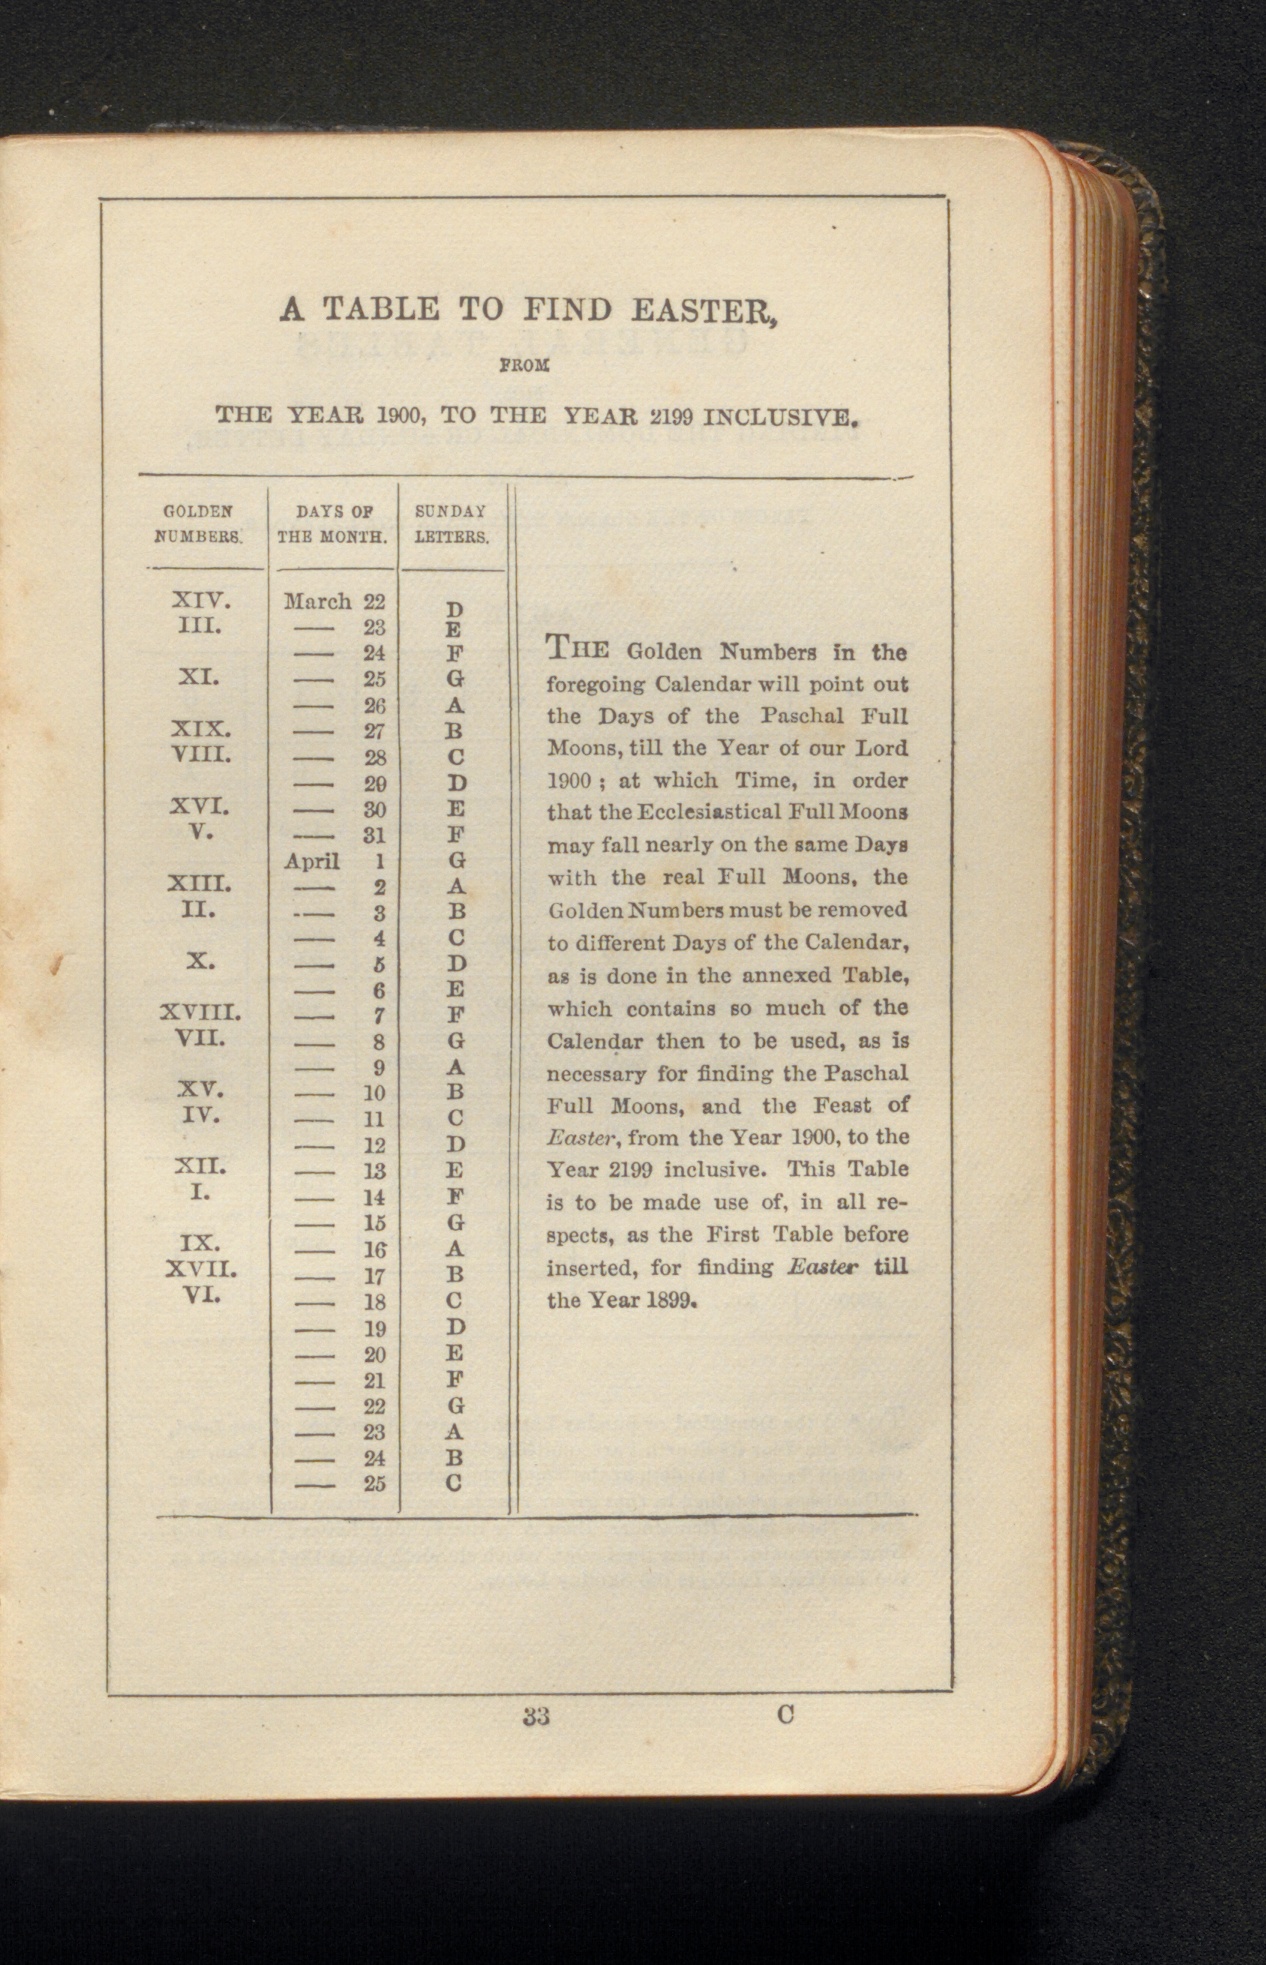 A TABLE TO FIND EASTER,
FROM
THE YEAR 1900, TO THE YEAR 2199 INCLUSIVE.
GOLDEN NUMBERS. DAYS OF THE MONTH. SUNDAY LETTERS.
XIV. March 22 D
III. — 23 E
— 24 F
XI. — 25 G
— 26 A
XIX. — 27 B
VIII. — 28 C
— 29 D
XVI. — 30 E
V. — 31 F
April 1 G
XIII. — 2 A
II. — 3 B
— 4 C
X. — 5 D
— 6 E
XVIII. — 7 F
VII. — 8 G
— 9 A
XV. — 10 B
IV. — 11 C
— 12 D
XII. — 13 E
I. — 14 F
— 15 G
IX. — 16 A
XVII. — 17 B
VI. — 18 C
— 19 D
— 20 E
— 21 F
— 22 G
— 23 A
— 24 B
— 25 C
THE Golden Numbers in the
foregoing Calendar will point out
the Days of the Paschal Full
Moons, till the Year of our Lord
1900 ; at which Time, in order
that the Ecclesiastical Full Moons
may fall nearly on the same Days
with the real Full Moons, the
Golden Numbers must be removed
to different Days of the Calendar,
as is done in the annexed Table,
which contains so much of the
Calendar then to be used, as is
necessary for finding the Paschal
Full Moons, and the Feast of
Easter, from the Year 1900, to the
Year 2199 inclusive. This Table
is to be made use of, in all re-
spects, as the First Table before
inserted, for finding Easter till
the Year 1899.
33 C